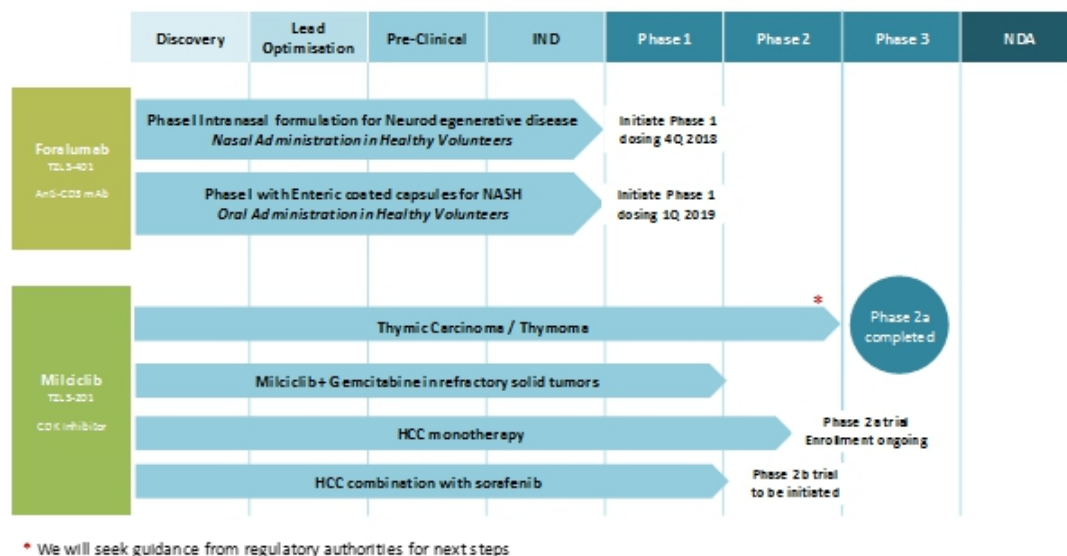 Discovery
Lead
Optimisation
Pre-Clinical
IND
Phase 1
Phase 2
Phase 3
NDA
Foralumab
TZLS-401
Anti-CD3 mAb
Phase I Intranasal formulation for Neurodegenerative disease
Nasal Administration in Healthy Volunteers
Initiate Phase 1
dosing 4Q 2018
Phase I with Enteric coated capsules for NASH
Oral Administration in Healthy Volunteers
Initiate Phase 1
dosing 1Q 2019
Milciclib
TZLS-201
CDK Inhibitor
*
Thymic Carcinoma / Thymoma
Phase 2a
completed
Milciclib + Gemcitabine in refractory solid tumors
HCC monotherapy
Phase 2a trial
Enrollment ongoing
HCC combination with sorafenib
Phase 2b trial
to be initiated
* We will seek guidance from regulatory authorities for next steps